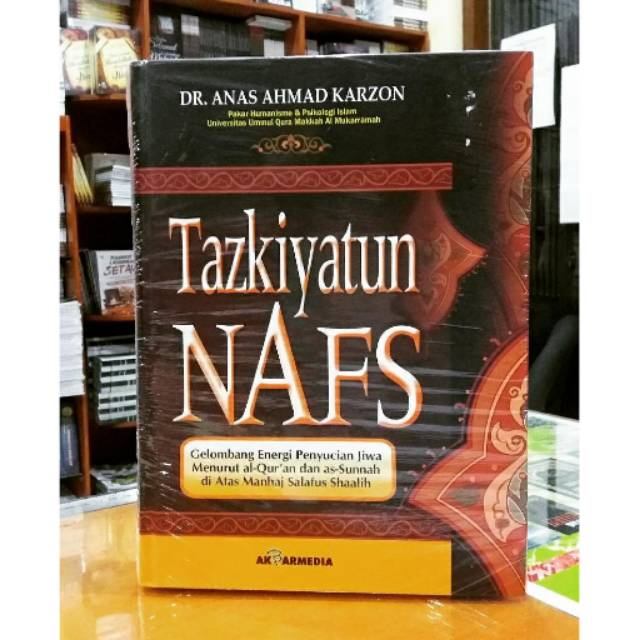 DR. ANAS AHMAD KARZON
Pakar Humanisme & Psikologi Islam
Universitas Ummul Qura Makkah Al Mukarramah
Tazkiyatun
NAFS
Gelombang Energi Penyucian Jiwa
Menurut al-Qur'an dan as-Sunnah
di Atas Manhaj Salafus Shaalih
AKBARMEDIA
SETAN